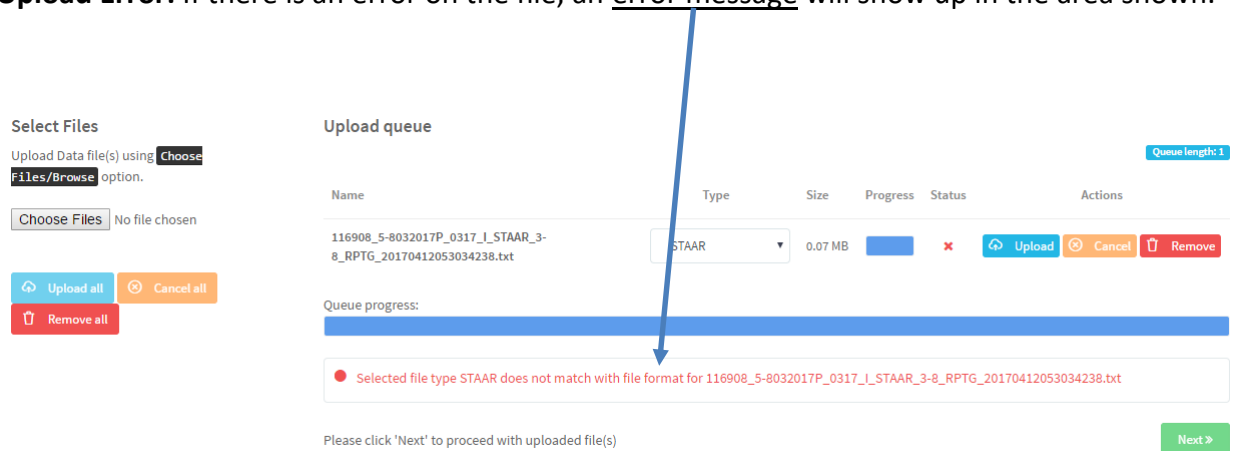 Upload Error: If there is an error on the file, an error message will show up in the area shown.
Select Files
Upload Data file(s) using Choose
Files/Browse option.
Choose Files No file chosen
Upload all Cancel all
Remove all
Upload queue
Queue length: 1
Name Type Size Progress Status Actions
116908_5-8032017P_0317_I_STAAR_3-
8_RPTG_20170412053034238.txt
STAAR 0.07 MB Upload Cancel Remove
Queue progress:
Selected file type STAAR does not match with file format for 116908_5-8032017P_0317_I_STAAR_3-8_RPTG_20170412053034238.txt
Please click 'Next' to proceed with uploaded file(s)
Next »